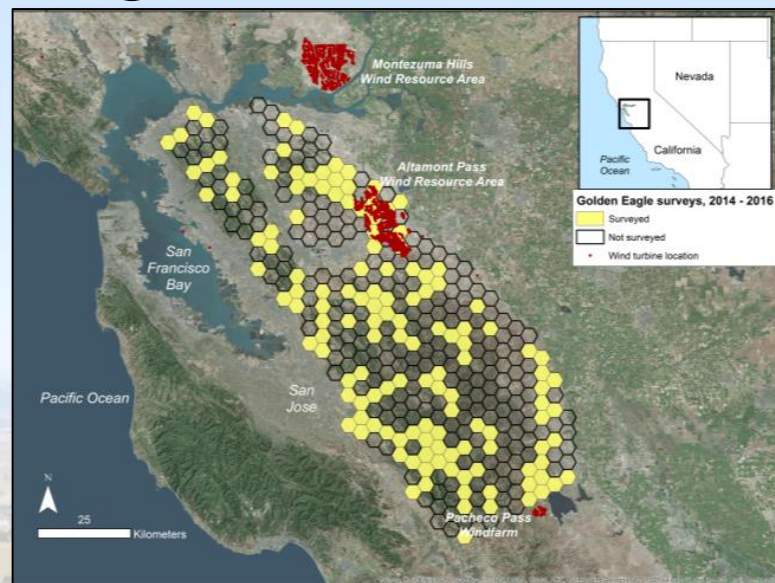 Montezuma Hills
Wind Resource Area
Nevada
California
Pacific
Ocean
Altamont Pass
Wind Resource Area
Golden Eagle surveys, 2014 - 2016
Surveyed
Not surveyed
Wind turbine location
San
Francisco
Bay
Pacific Ocean
San
Jose
N
25
Kilometers
Pacheco Pass
Windfarm